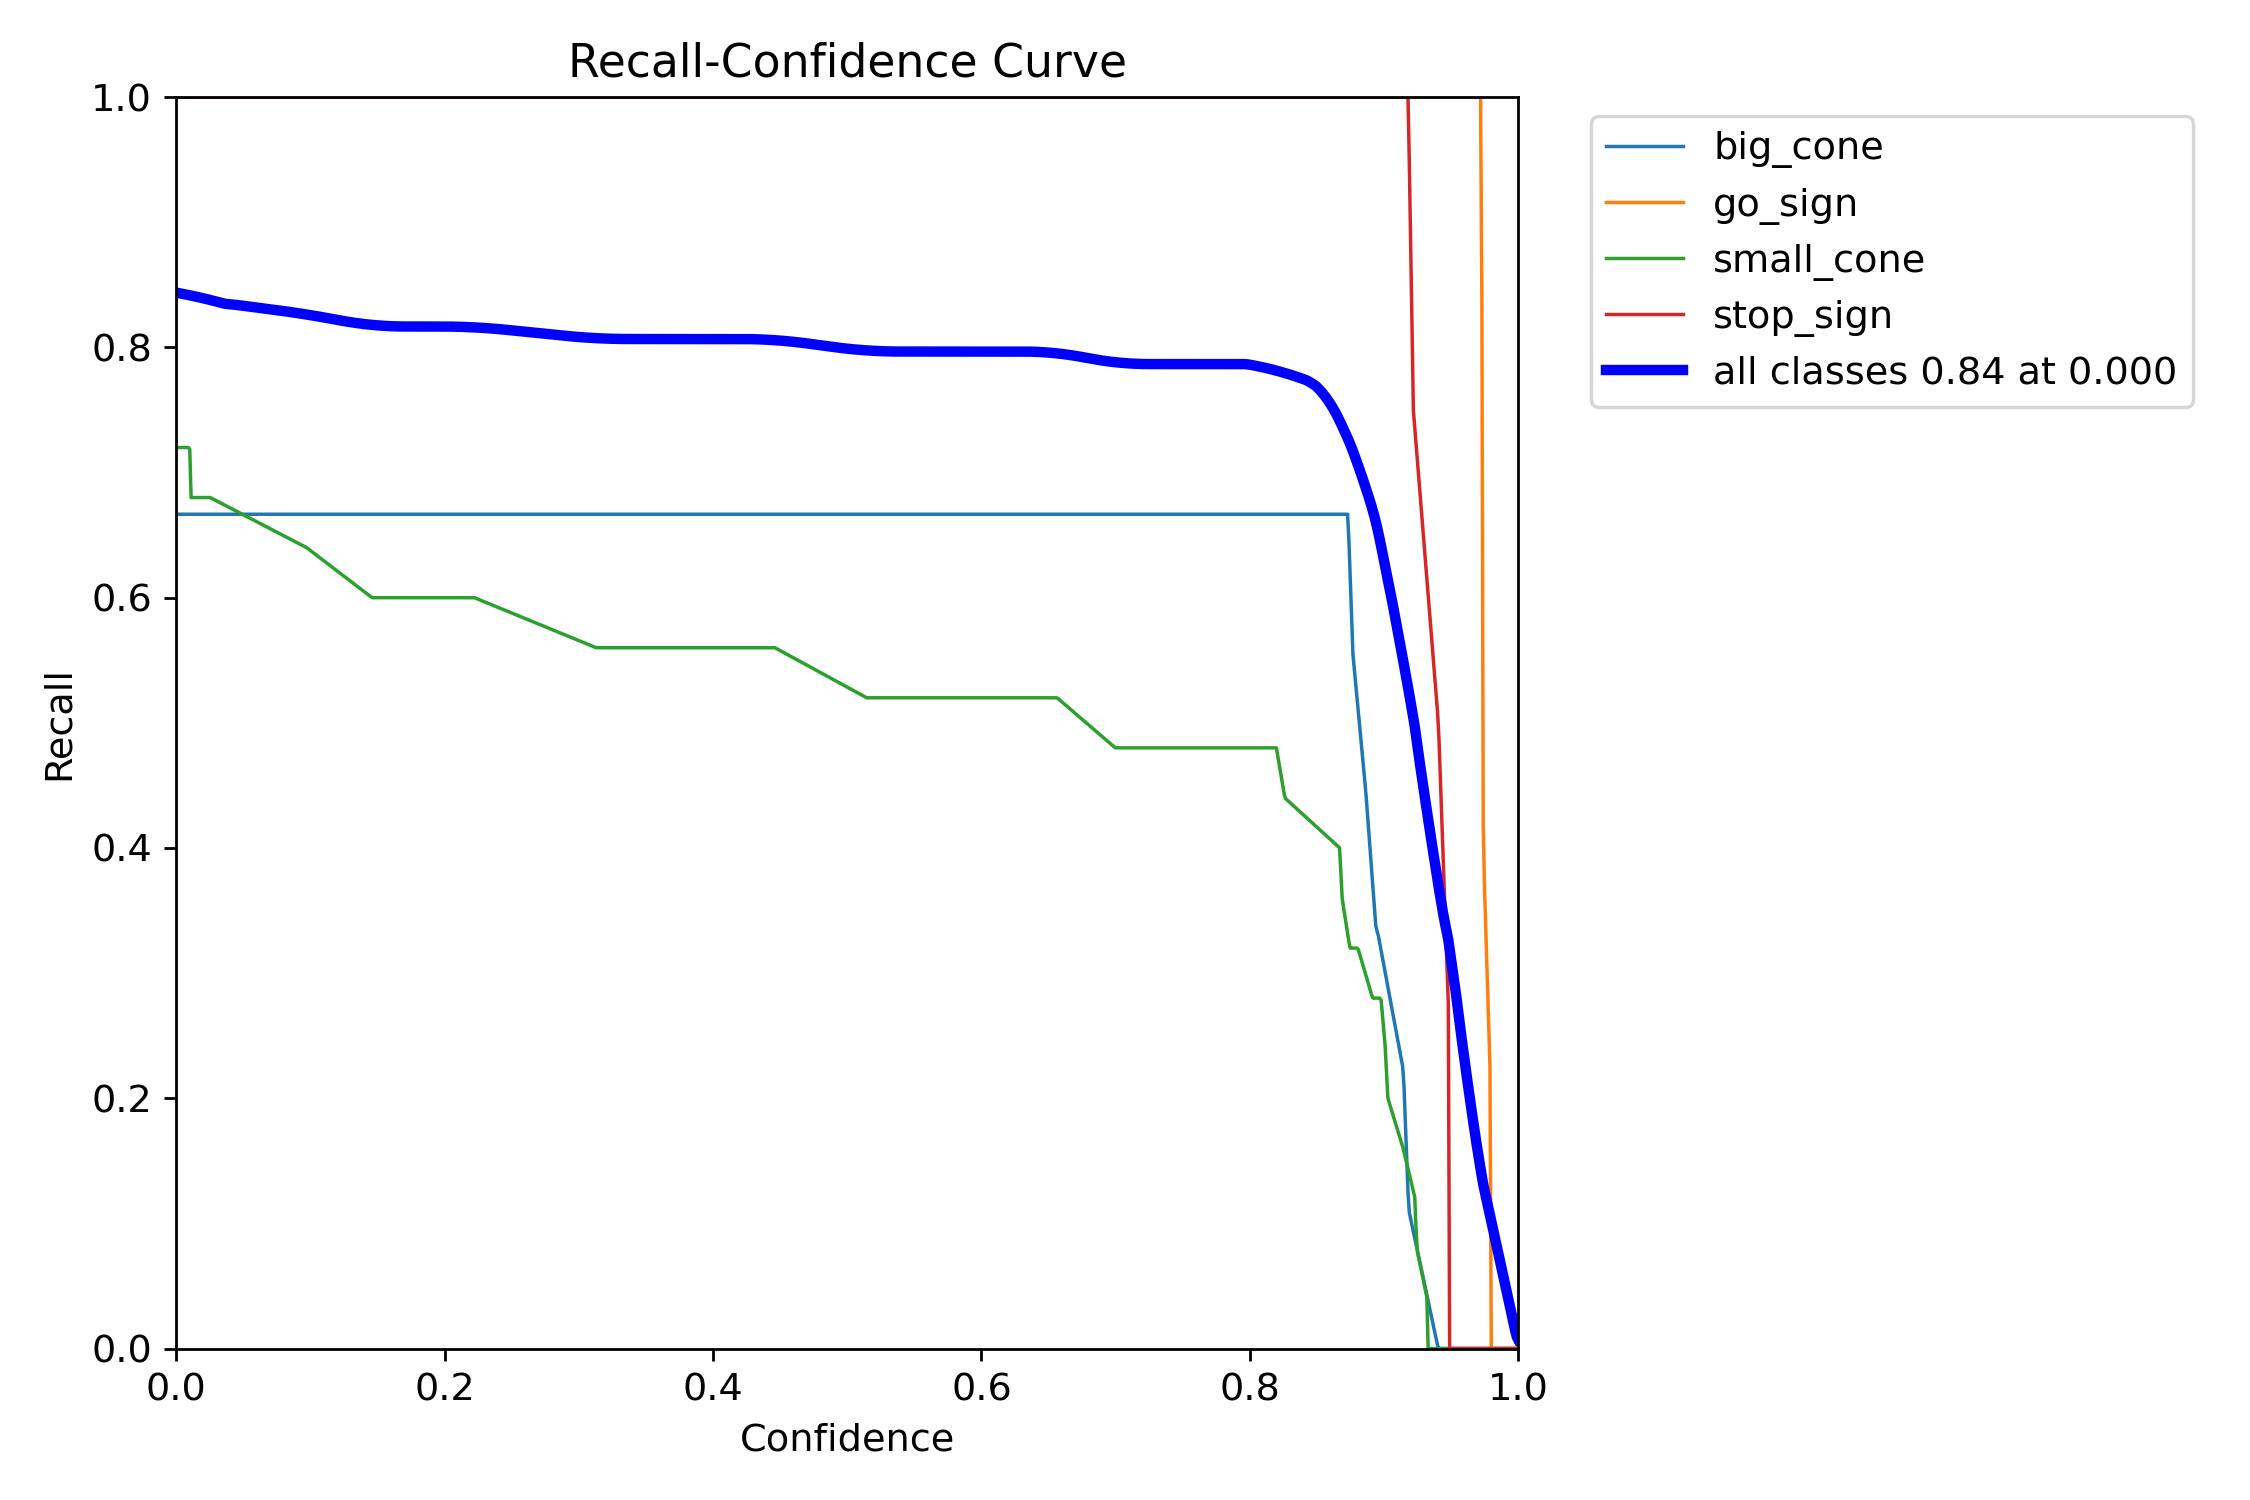 Recall-Confidence Curve
1.0
0.8
0.6
0.4
0.2
0.0
Recall
0.0 0.2 0.4 0.6 0.8 1.0
Confidence
big_cone
go_sign
small_cone
stop_sign
all classes 0.84 at 0.000